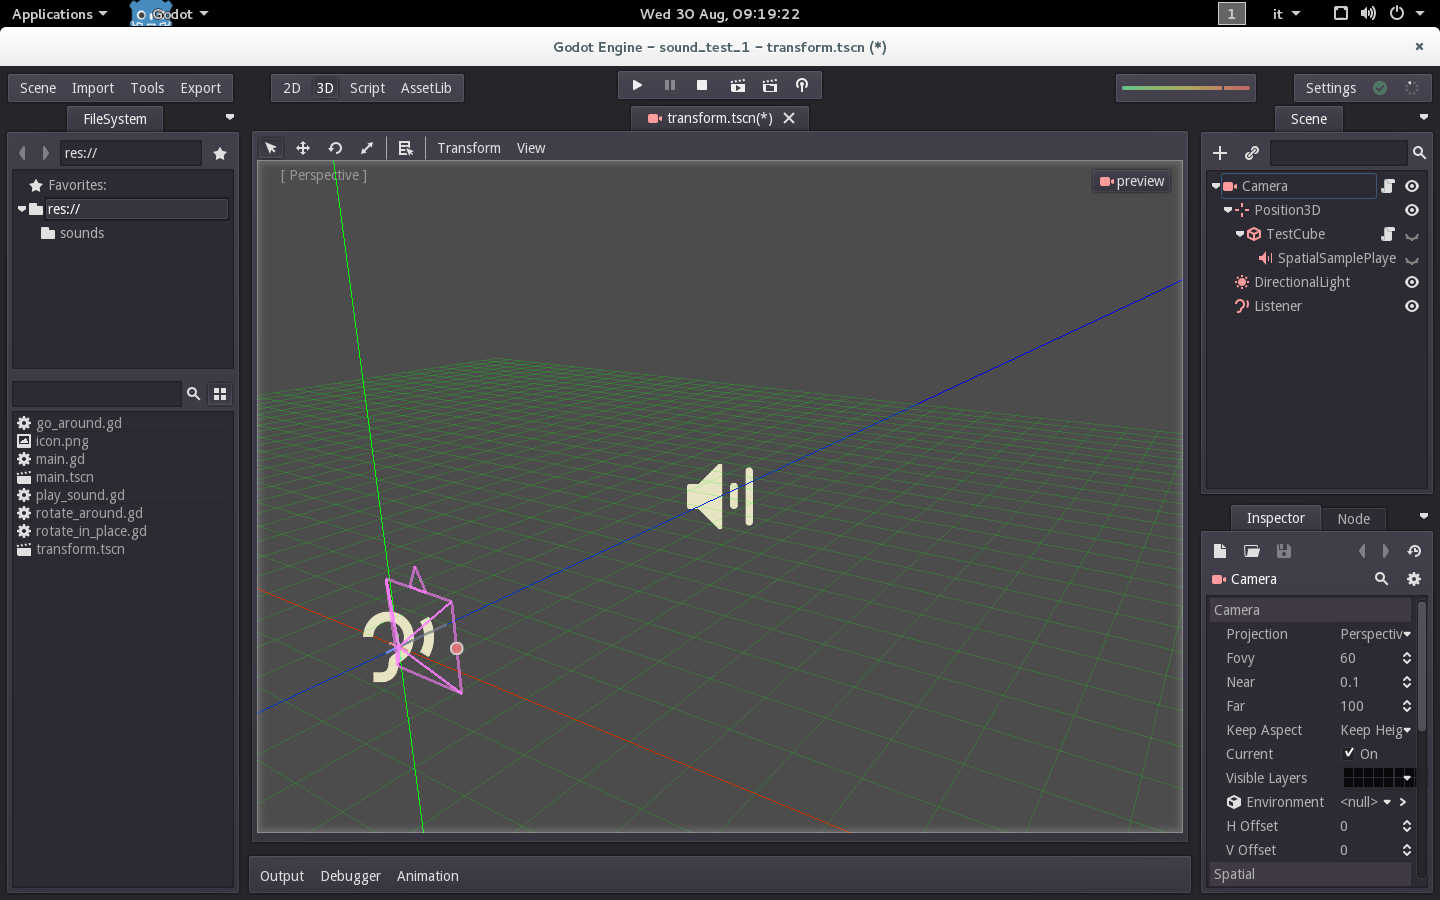 Applications Godot Wed 30 Aug, 09:19:22 1 it
Godot Engine - sound_test_1 - transform.tscn (*)
Scene Import Tools Export 2D 3D Script AssetLib Settings
FileSystem
res://
Favorites:
res://
sounds
go_around.gd
icon.png
main.gd
main.tscn
play_sound.gd
rotate_around.gd
rotate_in_place.gd
transform.tscn
transform.tscn(*)
Transform View
[ Perspective ]
preview
Output Debugger Animation
Scene
Camera
Position3D
TestCube
SpatialSamplePlaye
DirectionalLight
Listener
Inspector Node
Camera
Camera
Projection Perspectiv
Fovy 60
Near 0.1
Far 100
Keep Aspect Keep Heig
Current On
Visible Layers
Environment <null>
H Offset 0
V Offset 0
Spatial